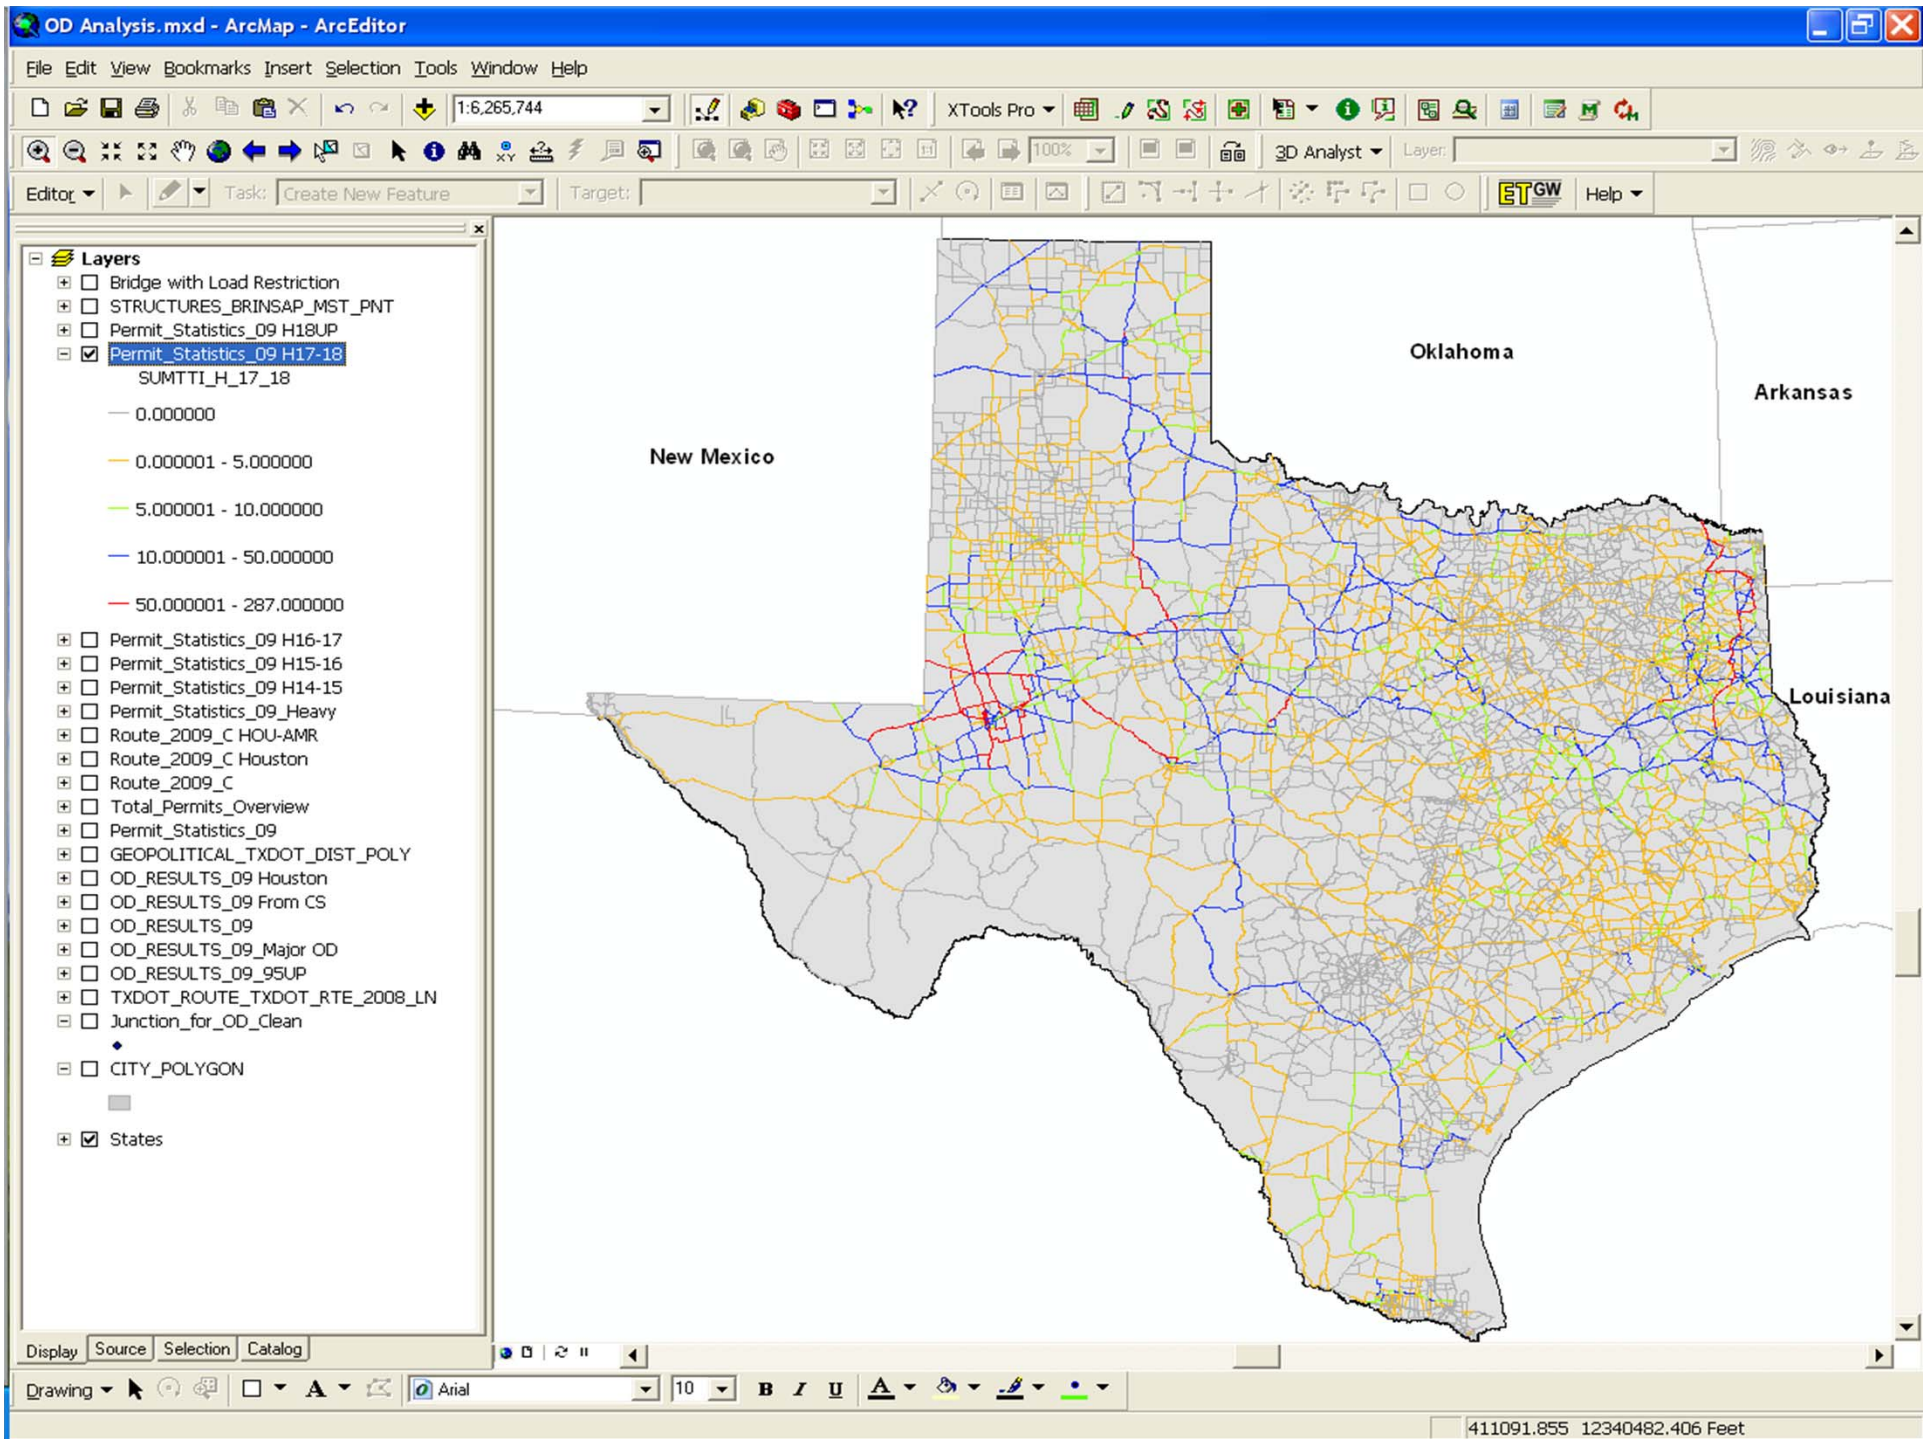 OD Analysis.mxd - ArcMap - ArcEditor
File Edit View Bookmarks Insert Selection Tools Window Help
1:6,265,744
XTools Pro
100%
3D Analyst
Layer:
Editor
Task: Create New Feature
Target:
ETGW
Help
Layers
Bridge with Load Restriction
STRUCTURES_BRINSAP_MST_PNT
Permit_Statistics_09 H18UP
Permit_Statistics_09 H17-18
SUMTTI_H_17_18
0.000000
0.000001 - 5.000000
5.000001 - 10.000000
10.000001 - 50.000000
50.000001 - 287.000000
Permit_Statistics_09 H16-17
Permit_Statistics_09 H15-16
Permit_Statistics_09 H14-15
Permit_Statistics_09_Heavy
Route_2009_C HOU-AMR
Route_2009_C Houston
Route_2009_C
Total_Permits_Overview
Permit_Statistics_09
GEOPOLITICAL_TXDOT_DIST_POLY
OD_RESULTS_09 Houston
OD_RESULTS_09 From CS
OD_RESULTS_09
OD_RESULTS_09_Major OD
OD_RESULTS_09_95UP
TXDOT_ROUTE_TXDOT_RTE_2008_LN
Junction_for_OD_Clean
CITY_POLYGON
States
Oklahoma
Arkansas
New Mexico
Louisiana
Display Source Selection Catalog
Drawing
A
Arial
10
B I U A
411091.855 12340482.406 Feet